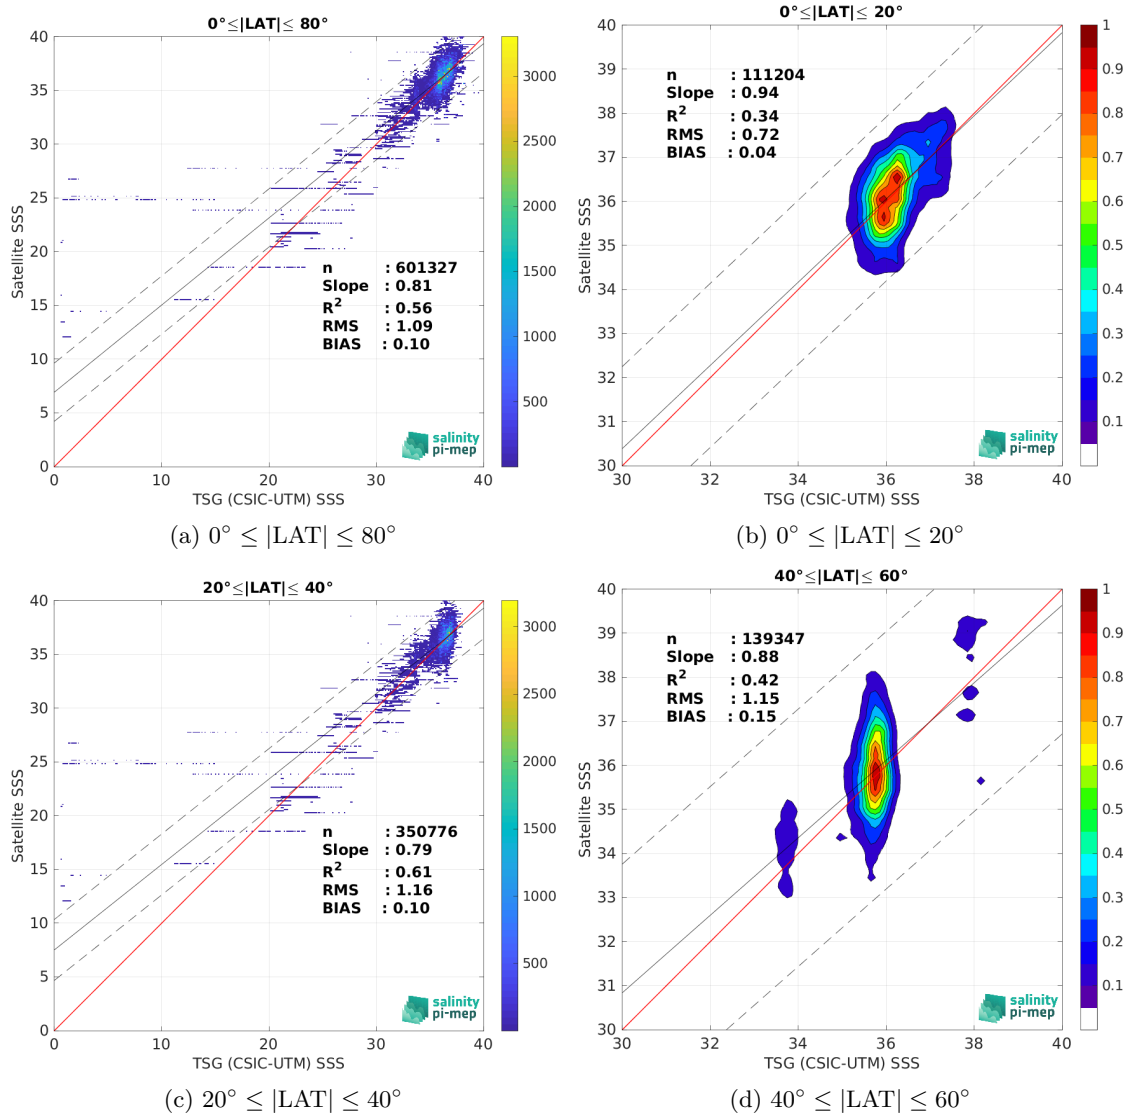 0°≤|LAT|≤ 80°
Satellite SSS
40
35
30
25
20
15
10
5
0
n : 601327
Slope : 0.81
R² : 0.56
RMS : 1.09
BIAS : 0.10
salinity
pi-mep
0 10 20 30 40
TSG (CSIC-UTM) SSS
3000
2500
2000
1500
1000
500
(a) 0° ≤ |LAT| ≤ 80°
0°≤|LAT|≤ 20°
Satellite SSS
40
39
38
37
36
35
34
33
32
31
30
n : 111204
Slope : 0.94
R² : 0.34
RMS : 0.72
BIAS : 0.04
salinity
pi-mep
30 32 34 36 38 40
TSG (CSIC-UTM) SSS
1
0.9
0.8
0.7
0.6
0.5
0.4
0.3
0.2
0.1
(b) 0° ≤ |LAT| ≤ 20°
20°≤|LAT|≤ 40°
Satellite SSS
40
35
30
25
20
15
10
5
0
n : 350776
Slope : 0.79
R² : 0.61
RMS : 1.16
BIAS : 0.10
salinity
pi-mep
0 10 20 30 40
TSG (CSIC-UTM) SSS
3000
2500
2000
1500
1000
500
(c) 20° ≤ |LAT| ≤ 40°
40°≤|LAT|≤ 60°
Satellite SSS
40
39
38
37
36
35
34
33
32
31
30
n : 139347
Slope : 0.88
R² : 0.42
RMS : 1.15
BIAS : 0.15
salinity
pi-mep
30 32 34 36 38 40
TSG (CSIC-UTM) SSS
1
0.9
0.8
0.7
0.6
0.5
0.4
0.3
0.2
0.1
(d) 40° ≤ |LAT| ≤ 60°